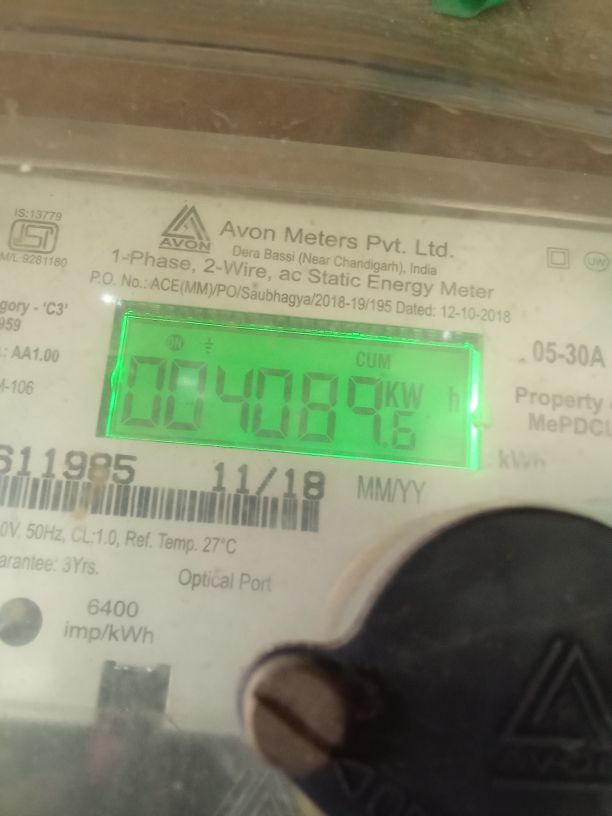 IS:13779
ISI
M/L 9281180
AVON
Avon Meters Pvt. Ltd.
Dera Bassi (Near Chandigarh), India
1-Phase, 2-Wire, ac Static Energy Meter
P.O. No.: ACE(MM)/PO/Saubhagya/2018-19/195 Dated: 12-10-2018
UW
gory - 'C3'
959
.: AA1.00
M-106
ON
CUM
004089.6 KW h
05-30A
Property
MePDCL
kWh
611985
11/18
MM/YY
0V. 50Hz, CL:1.0, Ref. Temp. 27°C
arantee: 3Yrs.
Optical Port
6400
imp/kWh